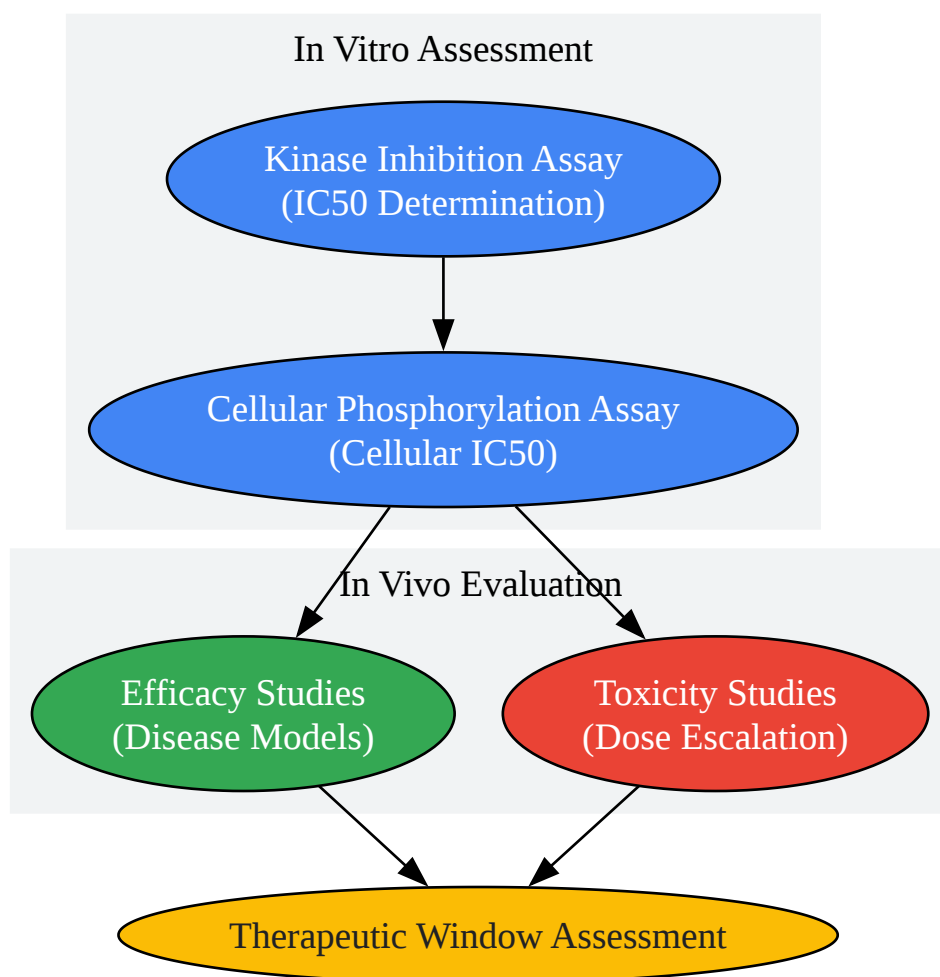 In Vitro Assessment
Kinase Inhibition Assay
(IC50 Determination)
Cellular Phosphorylation Assay
(Cellular IC50)
In Vivo Evaluation
Efficacy Studies
(Disease Models)
Toxicity Studies
(Dose Escalation)
Therapeutic Window Assessment